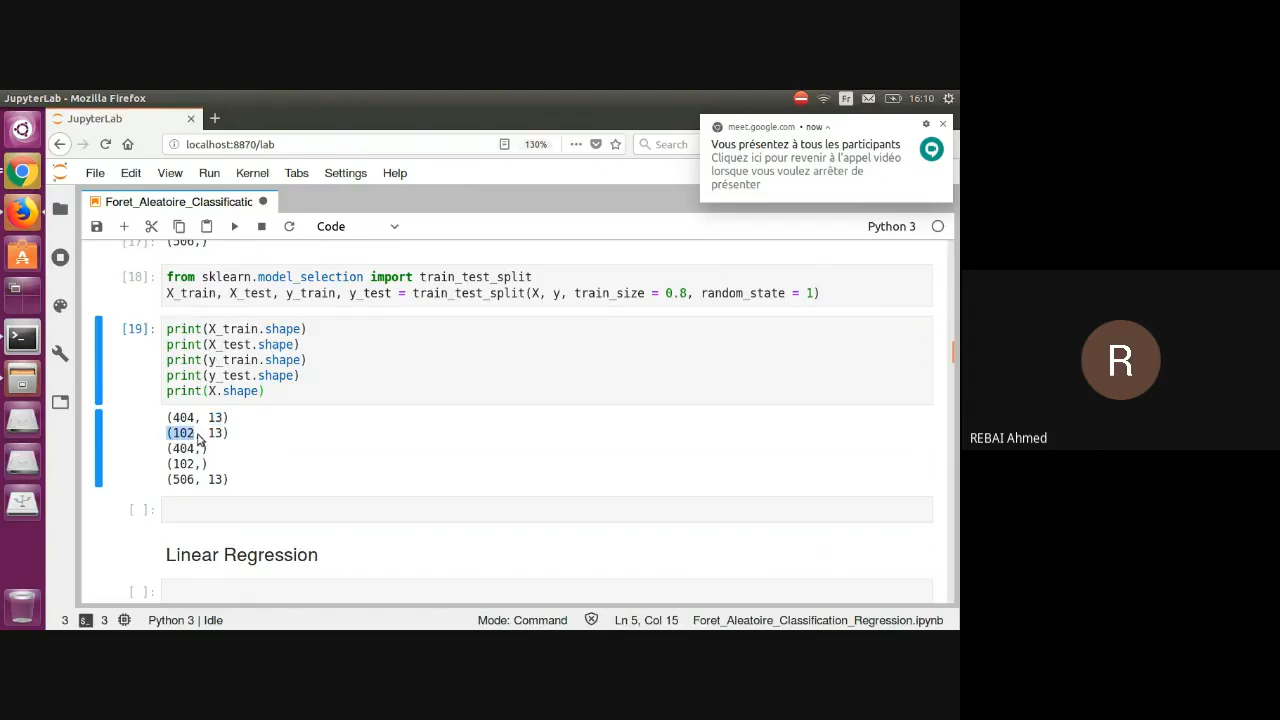 JupyterLab - Mozilla Firefox
Fr
16:10
JupyterLab
localhost:8870/lab
130%
Search
meet.google.com • now
Vous présentez à tous les participants
Cliquez ici pour revenir à l'appel vidéo
lorsque vous voulez arrêter de
présenter
File Edit View Run Kernel Tabs Settings Help
Foret_Aleatoire_Classificatio
Code
Python 3
[17]: (506,)
[18]: from sklearn.model_selection import train_test_split
X_train, X_test, y_train, y_test = train_test_split(X, y, train_size = 0.8, random_state = 1)
[19]: print(X_train.shape)
print(X_test.shape)
print(y_train.shape)
print(y_test.shape)
print(X.shape)
(404, 13)
(102, 13)
(404,)
(102,)
(506, 13)
[ ]:
Linear Regression
[ ]:
3 3 Python 3 | Idle Mode: Command Ln 5, Col 15 Foret_Aleatoire_Classification_Regression.ipynb
R
REBAI Ahmed